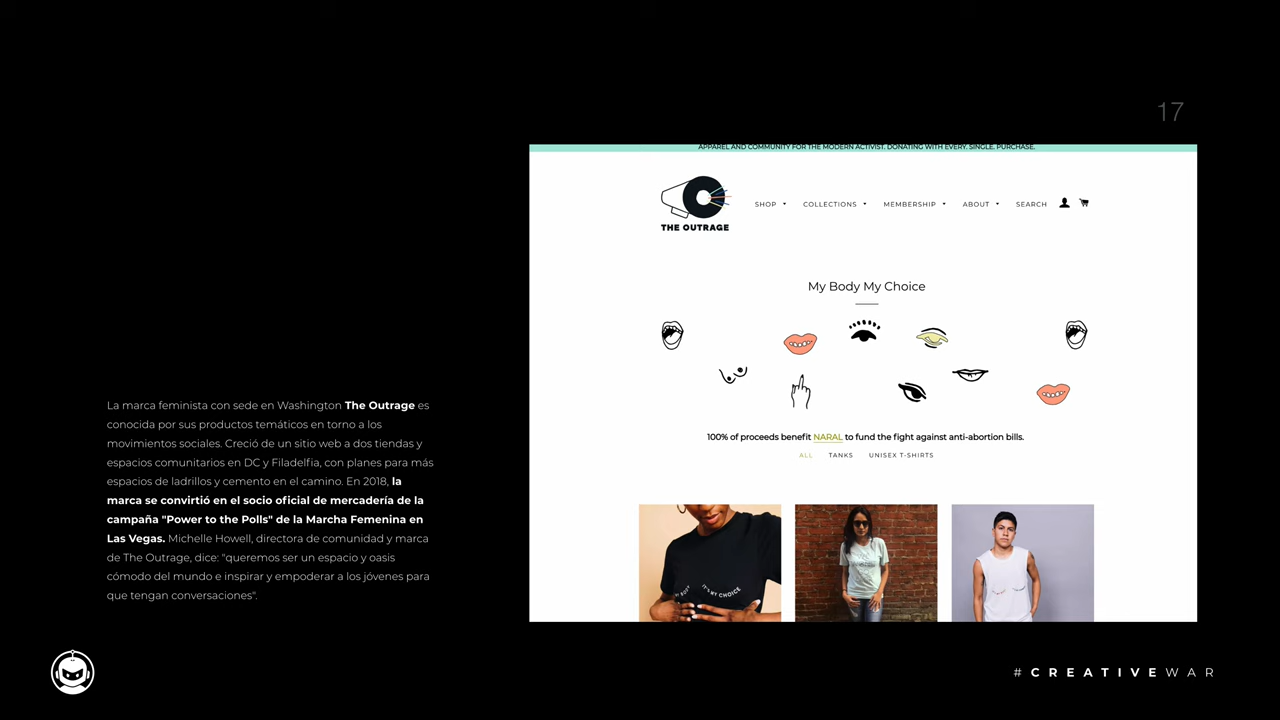 17
La marca feminista con sede en Washington The Outrage es
conocida por sus productos temáticos en torno a los
movimientos sociales. Creció de un sitio web a dos tiendas y
espacios comunitarios en DC y Filadelfia, con planes para más
espacios de ladrillos y cemento en el camino. En 2018, la
marca se convirtió en el socio oficial de mercadería de la
campaña "Power to the Polls" de la Marcha Femenina en
Las Vegas. Michelle Howell, directora de comunidad y marca
de The Outrage, dice: "queremos ser un espacio y oasis
cómodo del mundo e inspirar y empoderar a los jóvenes para
que tengan conversaciones".
APPAREL AND COMMUNITY FOR THE MODERN ACTIVIST. DONATING WITH EVERY. SINGLE. PURCHASE.
THE OUTRAGE
SHOP COLLECTIONS MEMBERSHIP ABOUT SEARCH
My Body My Choice
100% of proceeds benefit NARAL to fund the fight against anti-abortion bills.
ALL TANKS UNISEX T-SHIRTS
IT'S MY CHOICE
#CREATIVEWAR